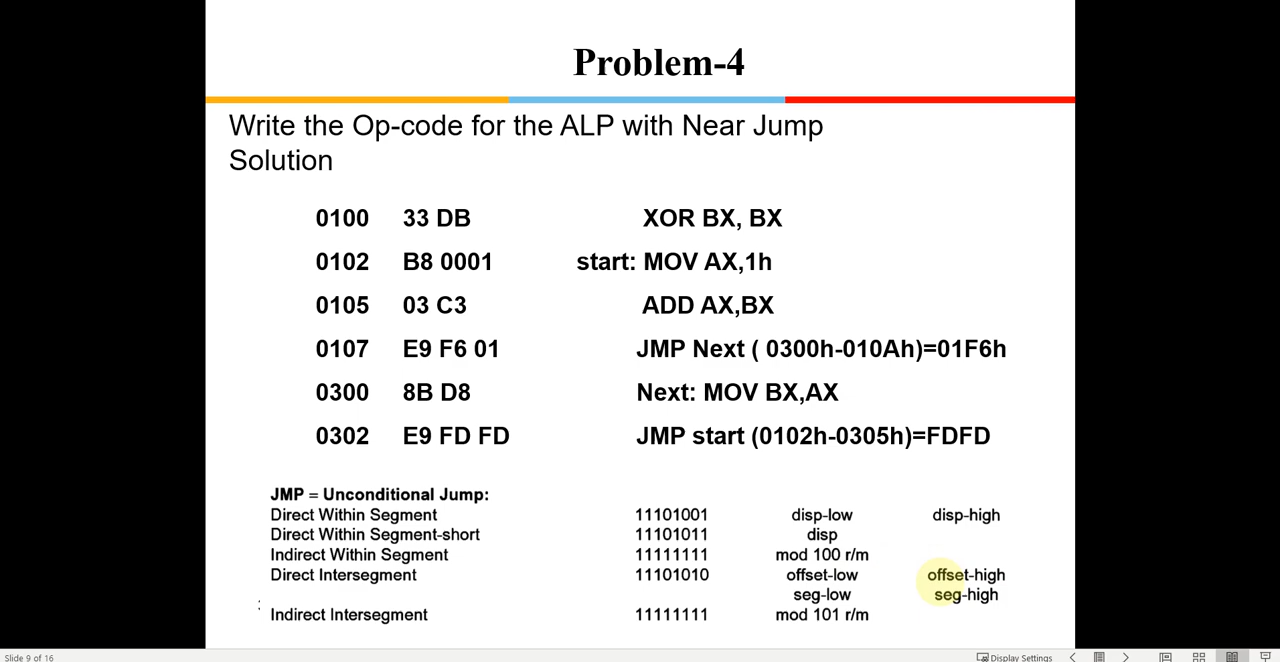 Problem-4
Write the Op-code for the ALP with Near Jump
Solution
0100 33 DB XOR BX, BX
0102 B8 0001 start: MOV AX,1h
0105 03 C3 ADD AX,BX
0107 E9 F6 01 JMP Next ( 0300h-010Ah)=01F6h
0300 8B D8 Next: MOV BX,AX
0302 E9 FD FD JMP start (0102h-0305h)=FDFD
JMP = Unconditional Jump:
Direct Within Segment 11101001 disp-low disp-high
Direct Within Segment-short 11101011 disp
Indirect Within Segment 11111111 mod 100 r/m
Direct Intersegment 11101010 offset-low offset-high
seg-low seg-high
:
Indirect Intersegment 11111111 mod 101 r/m
Slide 9 of 16 Display Settings